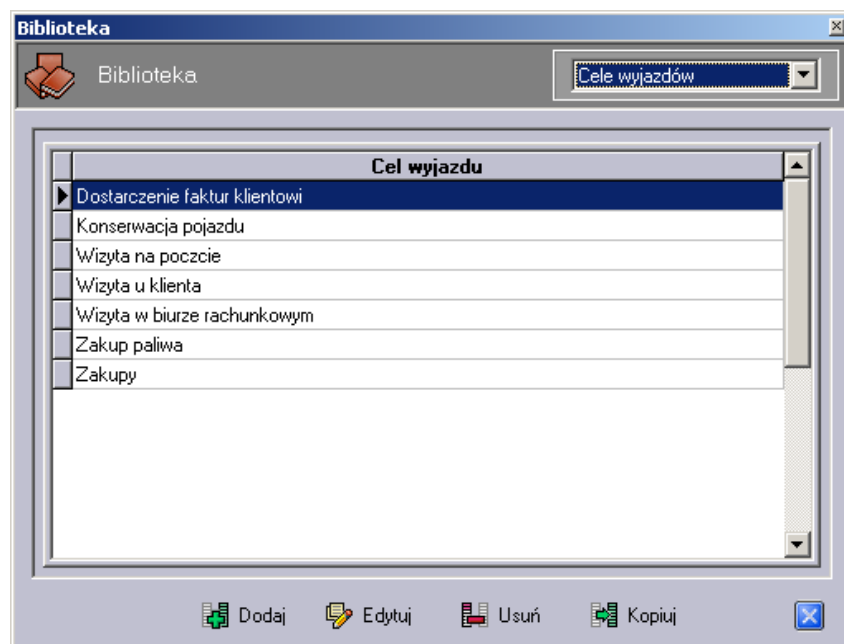 Biblioteka
Biblioteka Cele wyjazdów
Cel wyjazdu
Dostarczenie faktur klientowi
Konserwacja pojazdu
Wizyta na poczcie
Wizyta u klienta
Wizyta w biurze rachunkowym
Zakup paliwa
Zakupy
Dodaj Edytuj Usuń Kopiuj